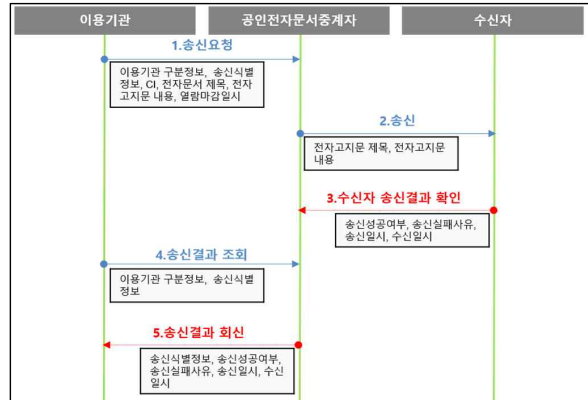 이용기관
공인전자문서중계자
수신자
1.송신요청
이용기관 구분정보, 송신식별
정보, CI, 전자문서 제목, 전자
고지문 내용, 열람마감일시
2.송신
전자고지문 제목, 전자고지문
내용
3.수신자 송신결과 확인
송신성공여부, 송신실패사유,
송신일시, 수신일시
4.송신결과 조회
이용기관 구분정보, 송신식별
정보
5.송신결과 회신
송신식별정보, 송신성공여부,
송신실패사유, 송신일시, 수신
일시